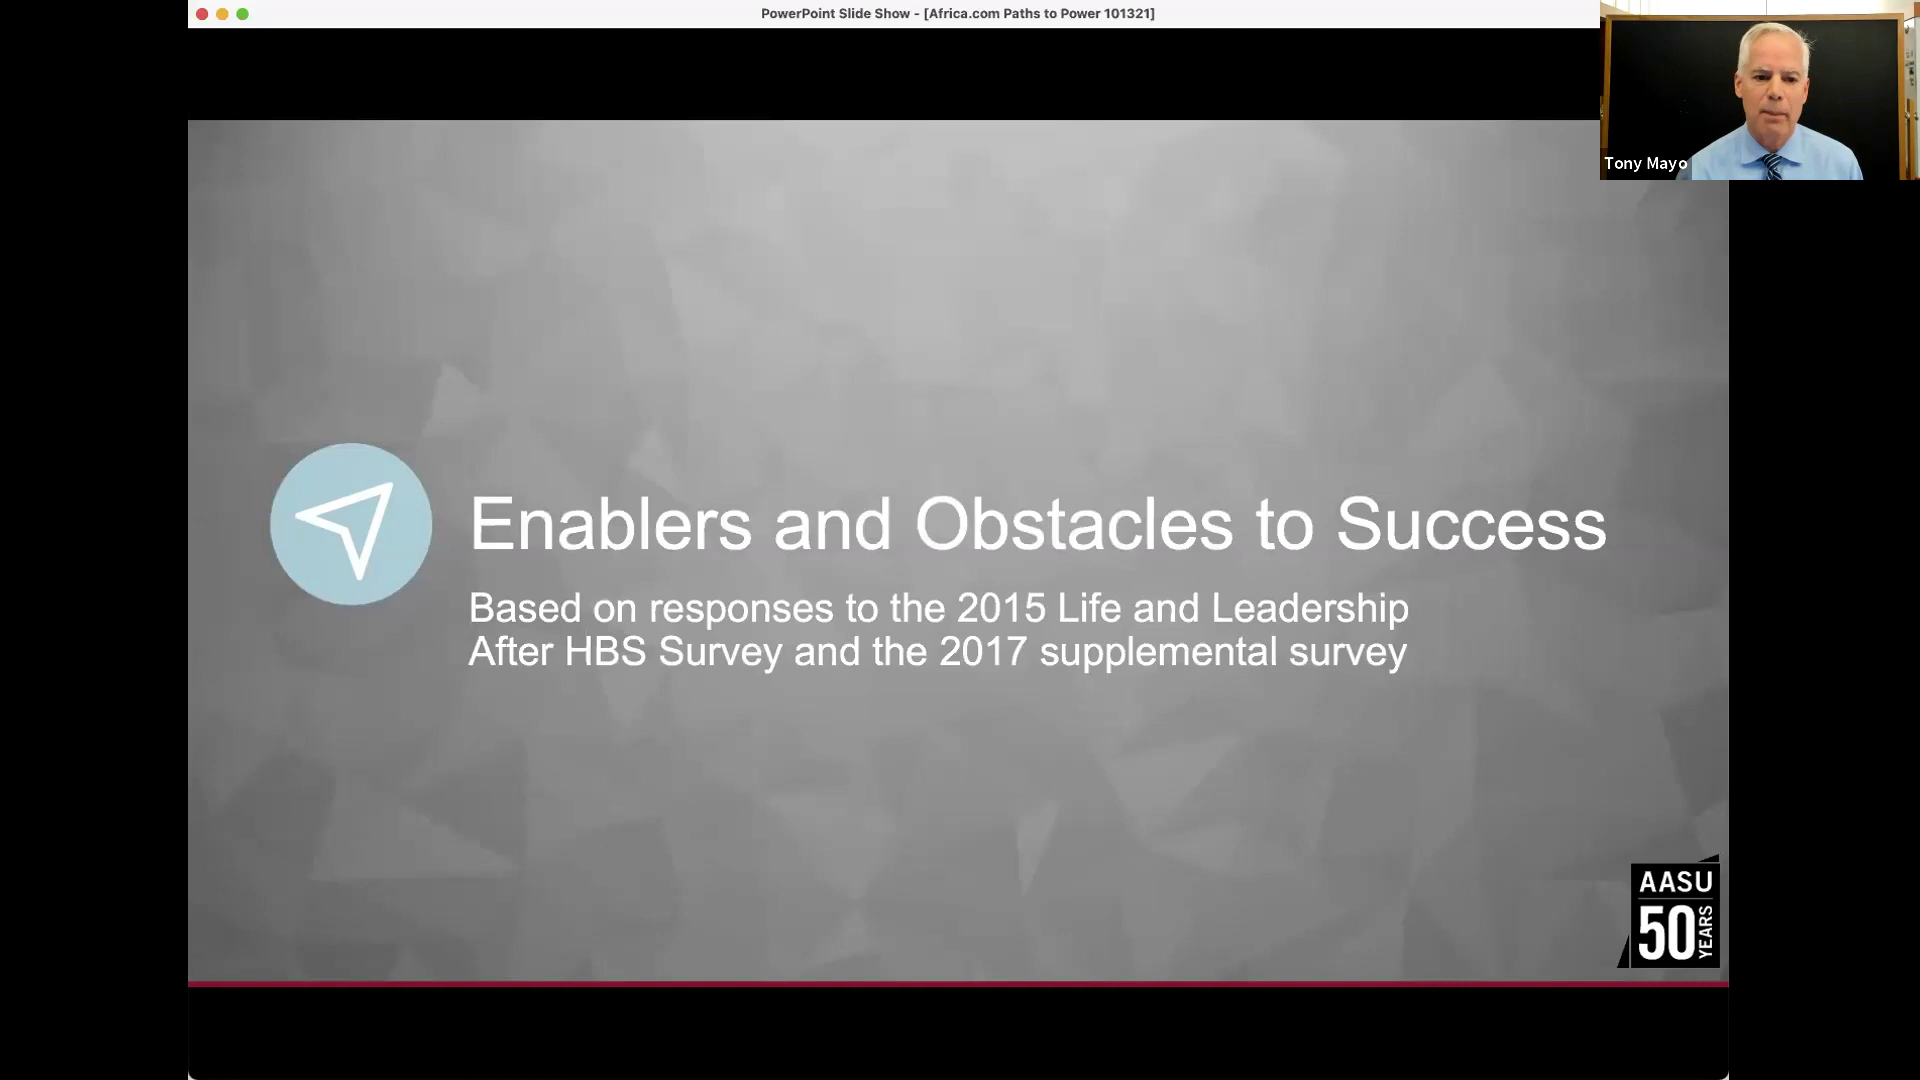 PowerPoint Slide Show - [Africa.com Paths to Power 101321]
Tony Mayo
Enablers and Obstacles to Success
Based on responses to the 2015 Life and Leadership
After HBS Survey and the 2017 supplemental survey
AASU
50
YEARS